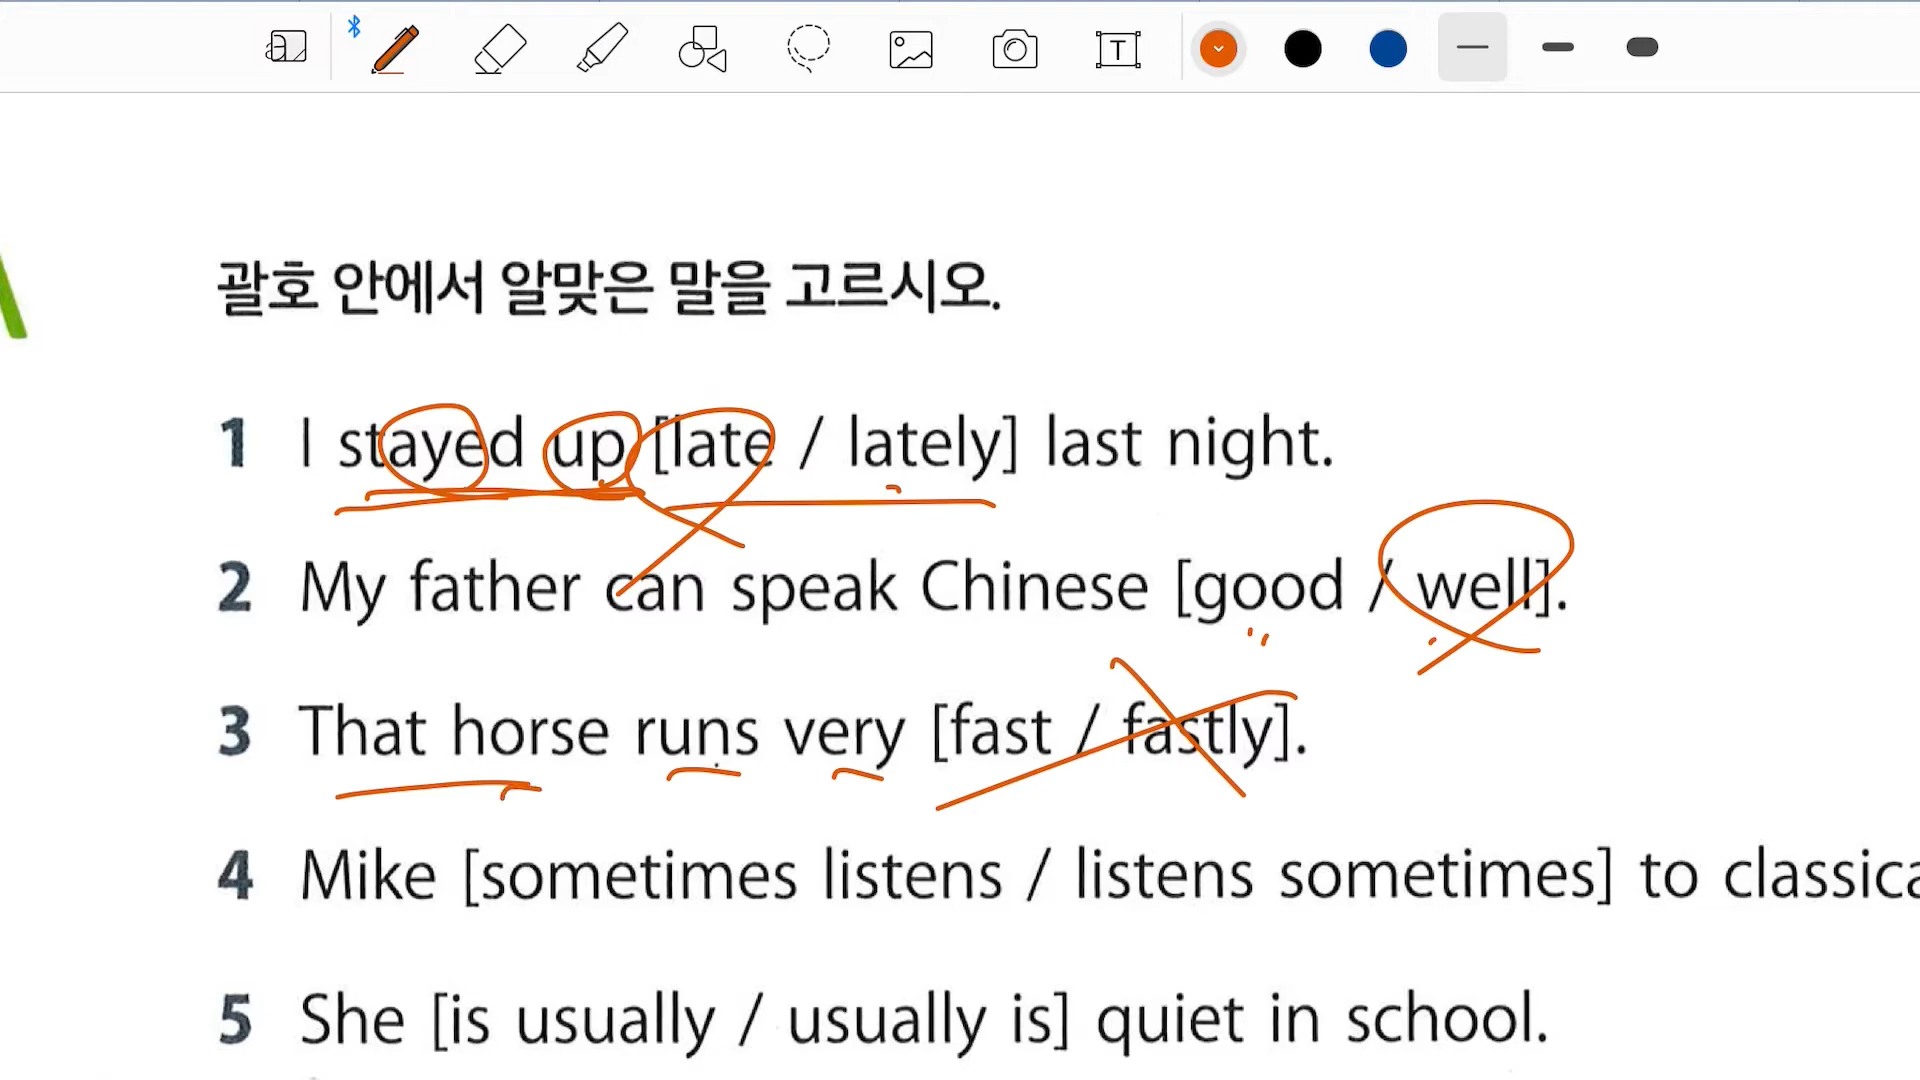 괄호 안에서 알맞은 말을 고르시오.
1 I stayed up [late / lately] last night.
2 My father can speak Chinese [good / well].
3 That horse runs very [fast / fastly].
4 Mike [sometimes listens / listens sometimes] to classica
5 She [is usually / usually is] quiet in school.